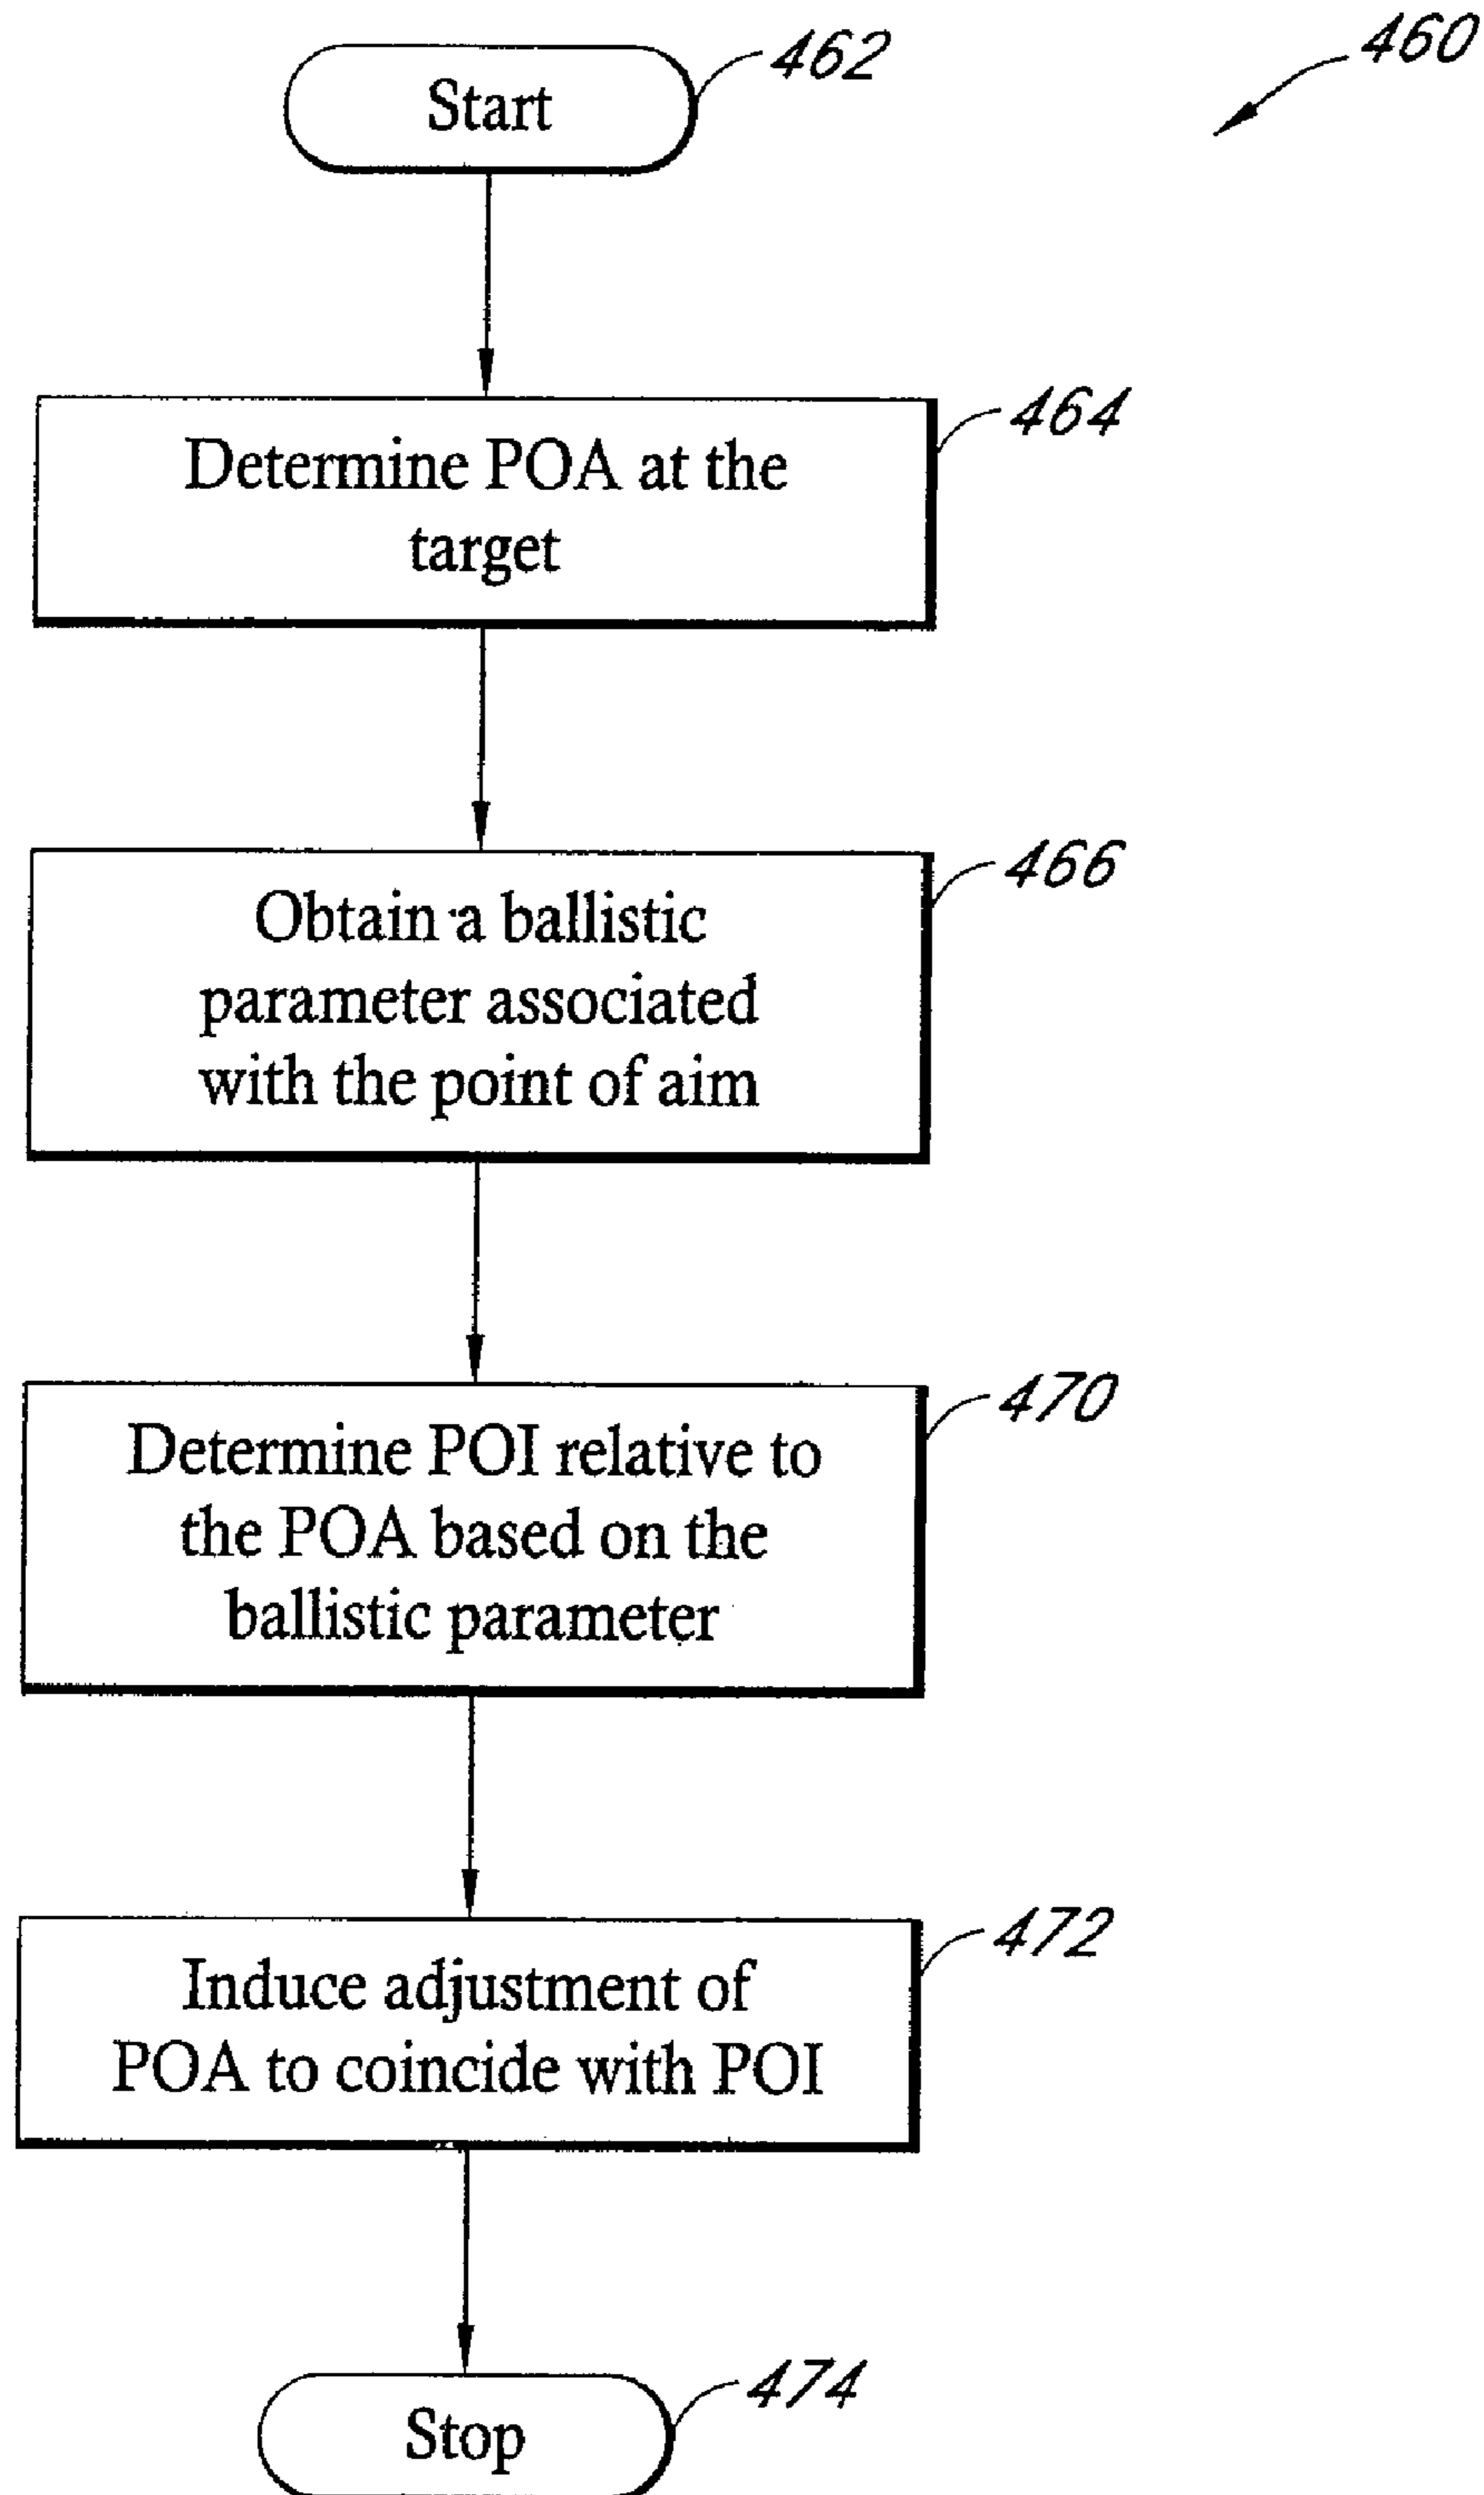 462
460
Start
464
Determine POA at the
target
466
Obtain a ballistic
parameter associated
with the point of aim
470
Determine POI relative to
the POA based on the
ballistic parameter
472
Induce adjustment of
POA to coincide with POI
474
Stop